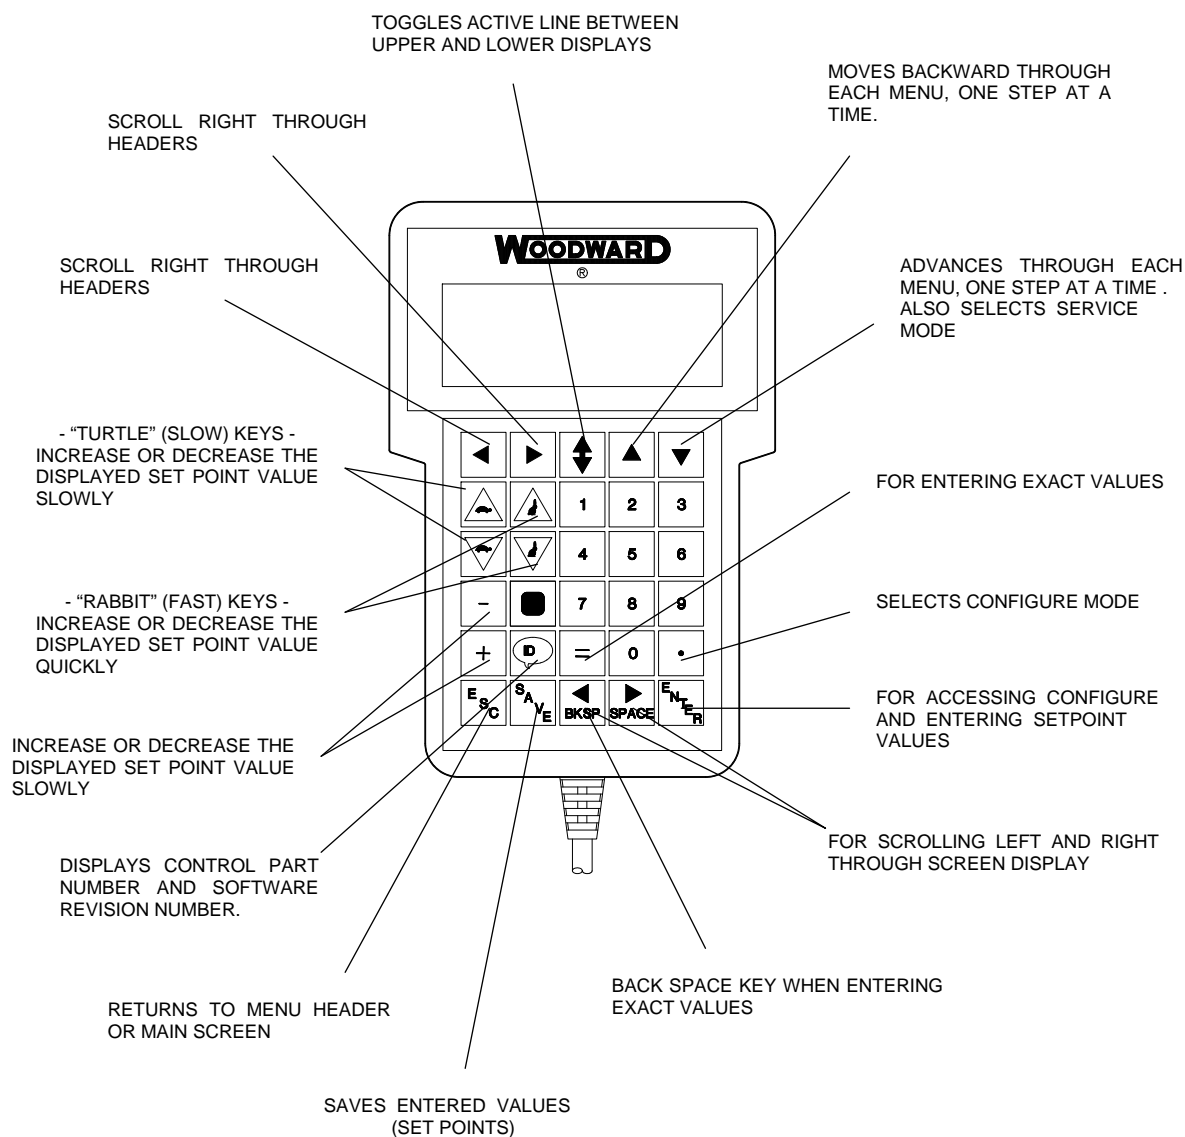 TOGGLES ACTIVE LINE BETWEEN
UPPER AND LOWER DISPLAYS
MOVES BACKWARD THROUGH
EACH MENU, ONE STEP AT A
TIME.
SCROLL RIGHT THROUGH
HEADERS
SCROLL RIGHT THROUGH
HEADERS
ADVANCES THROUGH EACH
MENU, ONE STEP AT A TIME .
ALSO SELECTS SERVICE
MODE
WOODWARD
®
- “TURTLE” (SLOW) KEYS -
INCREASE OR DECREASE THE
DISPLAYED SET POINT VALUE
SLOWLY
FOR ENTERING EXACT VALUES
1 2 3
4 5 6
- 7 8 9
+ ID = 0 .
ESC SAVE BKSP SPACE ENTER
- “RABBIT” (FAST) KEYS -
INCREASE OR DECREASE THE
DISPLAYED SET POINT VALUE
QUICKLY
SELECTS CONFIGURE MODE
FOR ACCESSING CONFIGURE
AND ENTERING SETPOINT
VALUES
INCREASE OR DECREASE THE
DISPLAYED SET POINT VALUE
SLOWLY
FOR SCROLLING LEFT AND RIGHT
THROUGH SCREEN DISPLAY
DISPLAYS CONTROL PART
NUMBER AND SOFTWARE
REVISION NUMBER.
BACK SPACE KEY WHEN ENTERING
EXACT VALUES
RETURNS TO MENU HEADER
OR MAIN SCREEN
SAVES ENTERED VALUES
(SET POINTS)